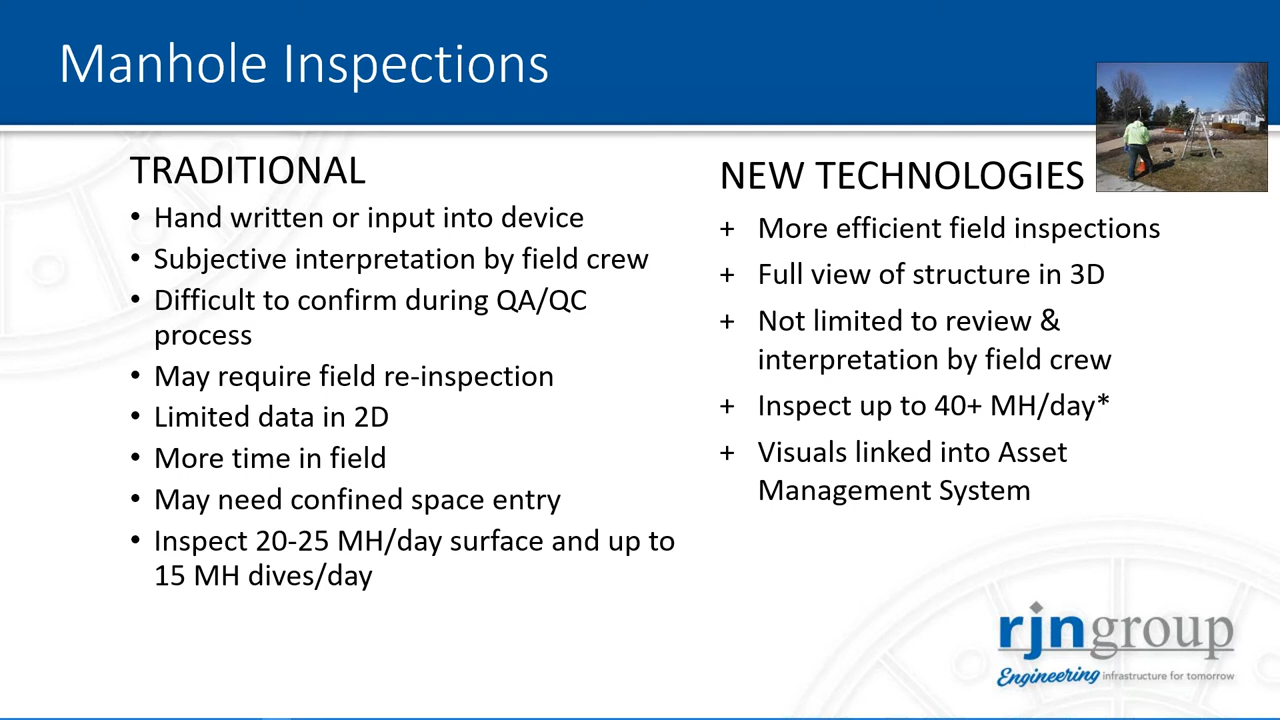 Manhole Inspections
TRADITIONAL
• Hand written or input into device
• Subjective interpretation by field crew
• Difficult to confirm during QA/QC
process
• May require field re-inspection
• Limited data in 2D
• More time in field
• May need confined space entry
• Inspect 20-25 MH/day surface and up to
15 MH dives/day
NEW TECHNOLOGIES
+ More efficient field inspections
+ Full view of structure in 3D
+ Not limited to review &
interpretation by field crew
+ Inspect up to 40+ MH/day*
+ Visuals linked into Asset
Management System
rjngroup
Engineering infrastructure for tomorrow